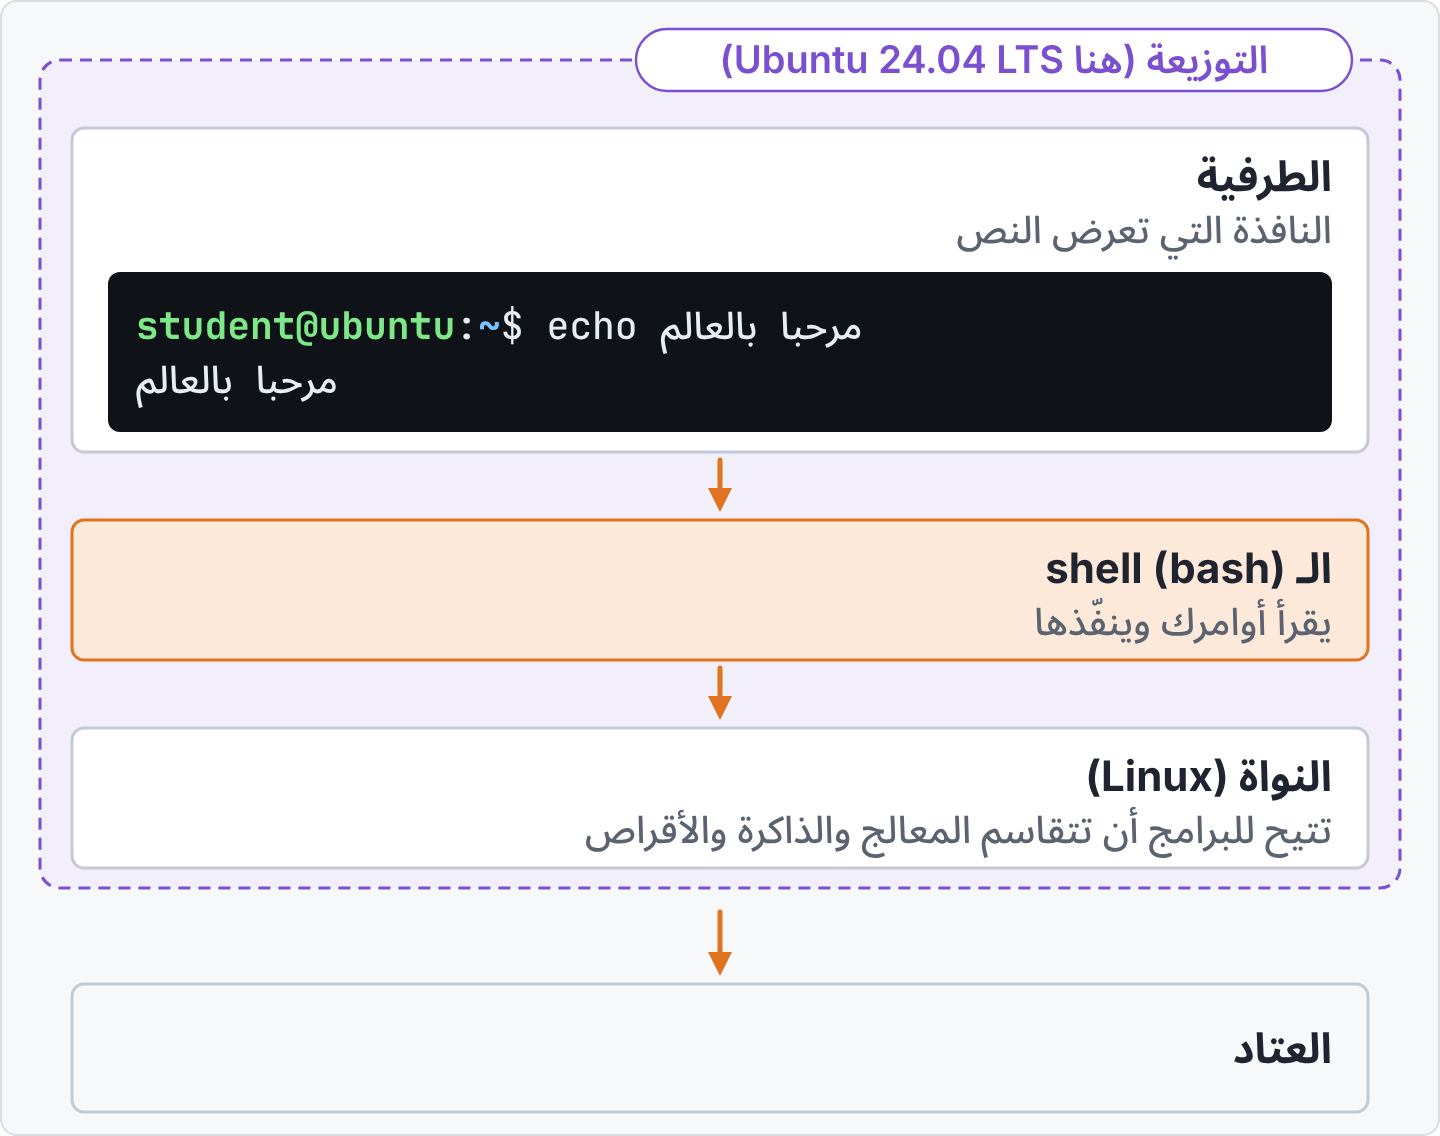 التوزيعة (هنا Ubuntu 24.04 LTS)
الطرفية
النافذة التي تعرض النص
student@ubuntu:~$ echo مرحبا بالعالم
مرحبا بالعالم
الـ shell (bash)
يقرأ أوامرك وينفّذها
النواة (Linux)
تتيح للبرامج أن تتقاسم المعالج والذاكرة والأقراص
العتاد